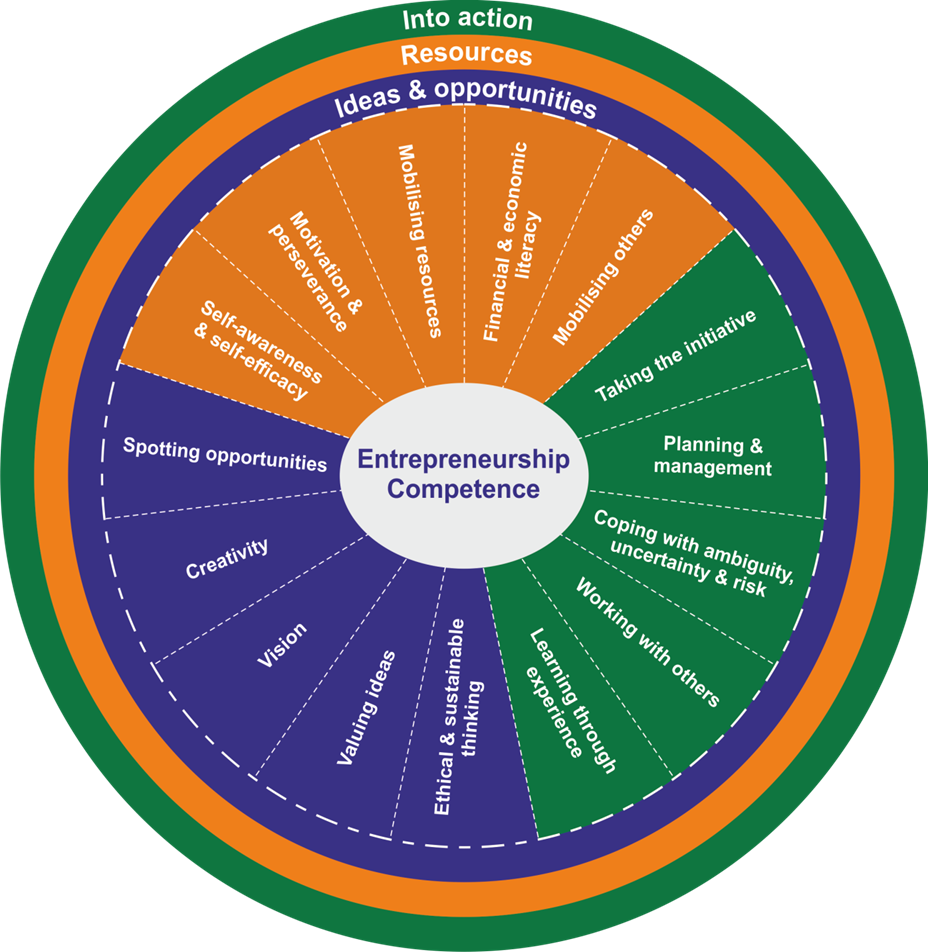 Into action
Resources
Ideas & opportunities
Mobilising resources
Financial & economic
literacy
Mobilising others
Motivation &
perseverance
Self-awareness
& self-efficacy
Taking the initiative
Planning &
management
Spotting opportunities
Entrepreneurship
Competence
Coping with ambiguity,
uncertainty & risk
Creativity
Working with others
Vision
Valuing ideas
Ethical & sustainable
thinking
Learning through
experience